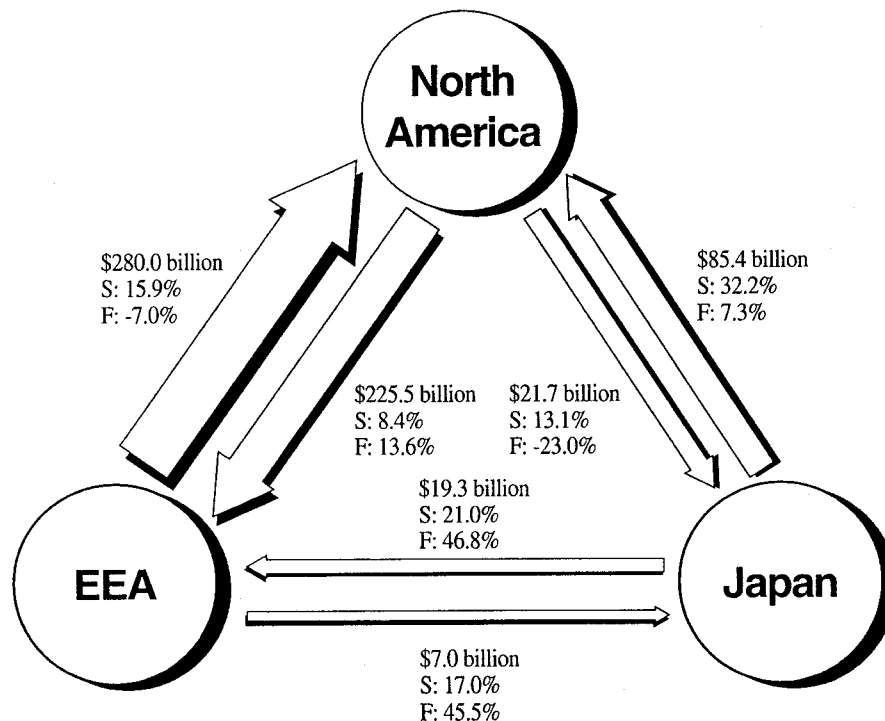 North
America
$280.0 billion
S: 15.9%
F: -7.0%
$85.4 billion
S: 32.2%
F: 7.3%
$225.5 billion
S: 8.4%
F: 13.6%
$21.7 billion
S: 13.1%
F: -23.0%
$19.3 billion
S: 21.0%
F: 46.8%
EEA
Japan
$7.0 billion
S: 17.0%
F: 45.5%